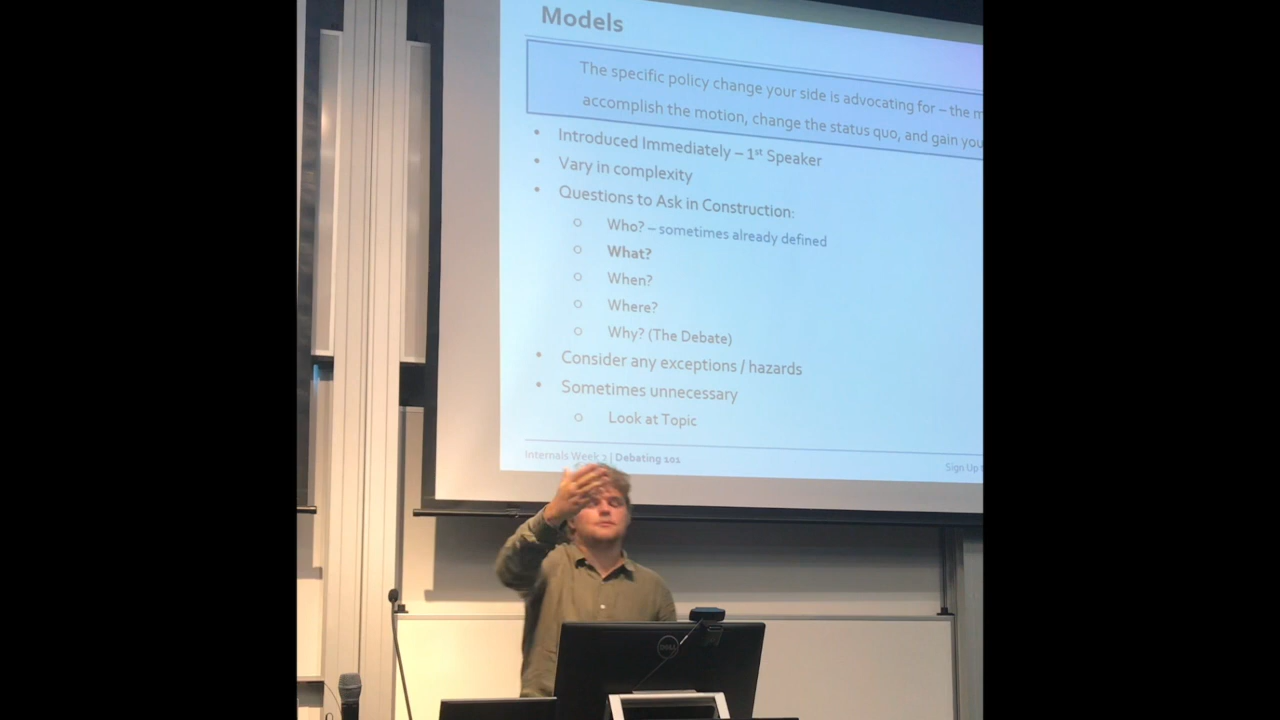 Models
The specific policy change your side is advocating for – the
accomplish the motion, change the status quo, and gain
• Introduced Immediately – 1st Speaker
• Vary in complexity
• Questions to Ask in Construction:
o Who? – sometimes already defined
o What?
o When?
o Where?
o Why? (The Debate)
• Consider any exceptions / hazards
• Sometimes unnecessary
o Look at Topic
Internals Week 2 | Debating 101
Sign Up
DELL